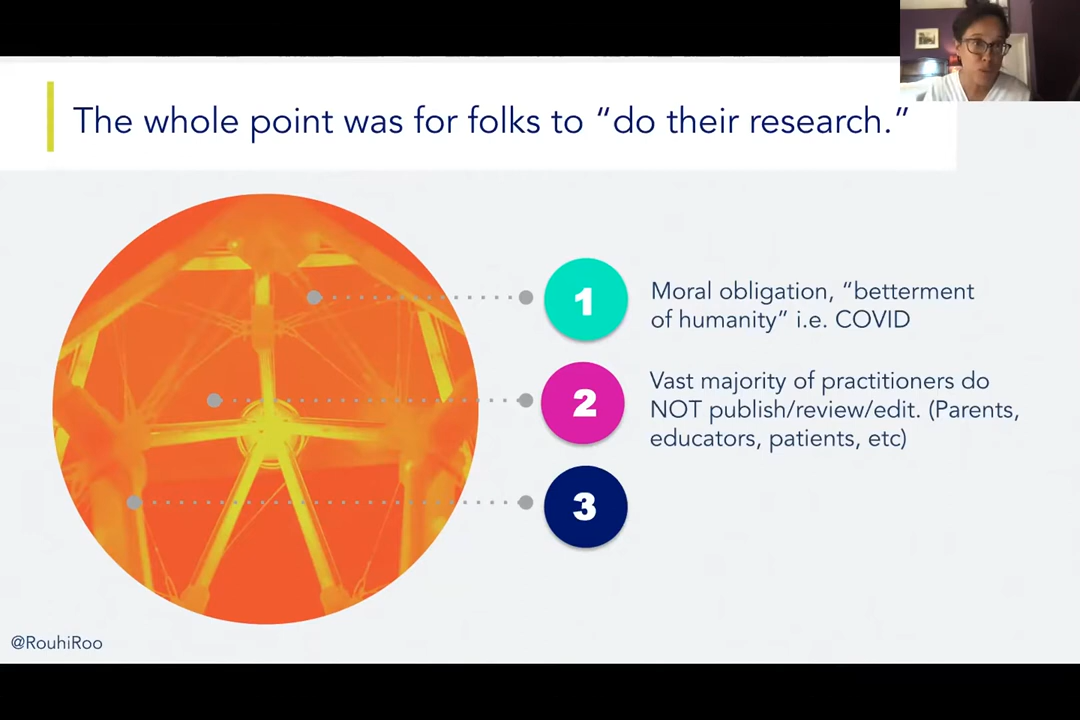 The whole point was for folks to “do their research.”
1
Moral obligation, “betterment
of humanity” i.e. COVID
2
Vast majority of practitioners do
NOT publish/review/edit. (Parents,
educators, patients, etc)
3
@RouhiRoo